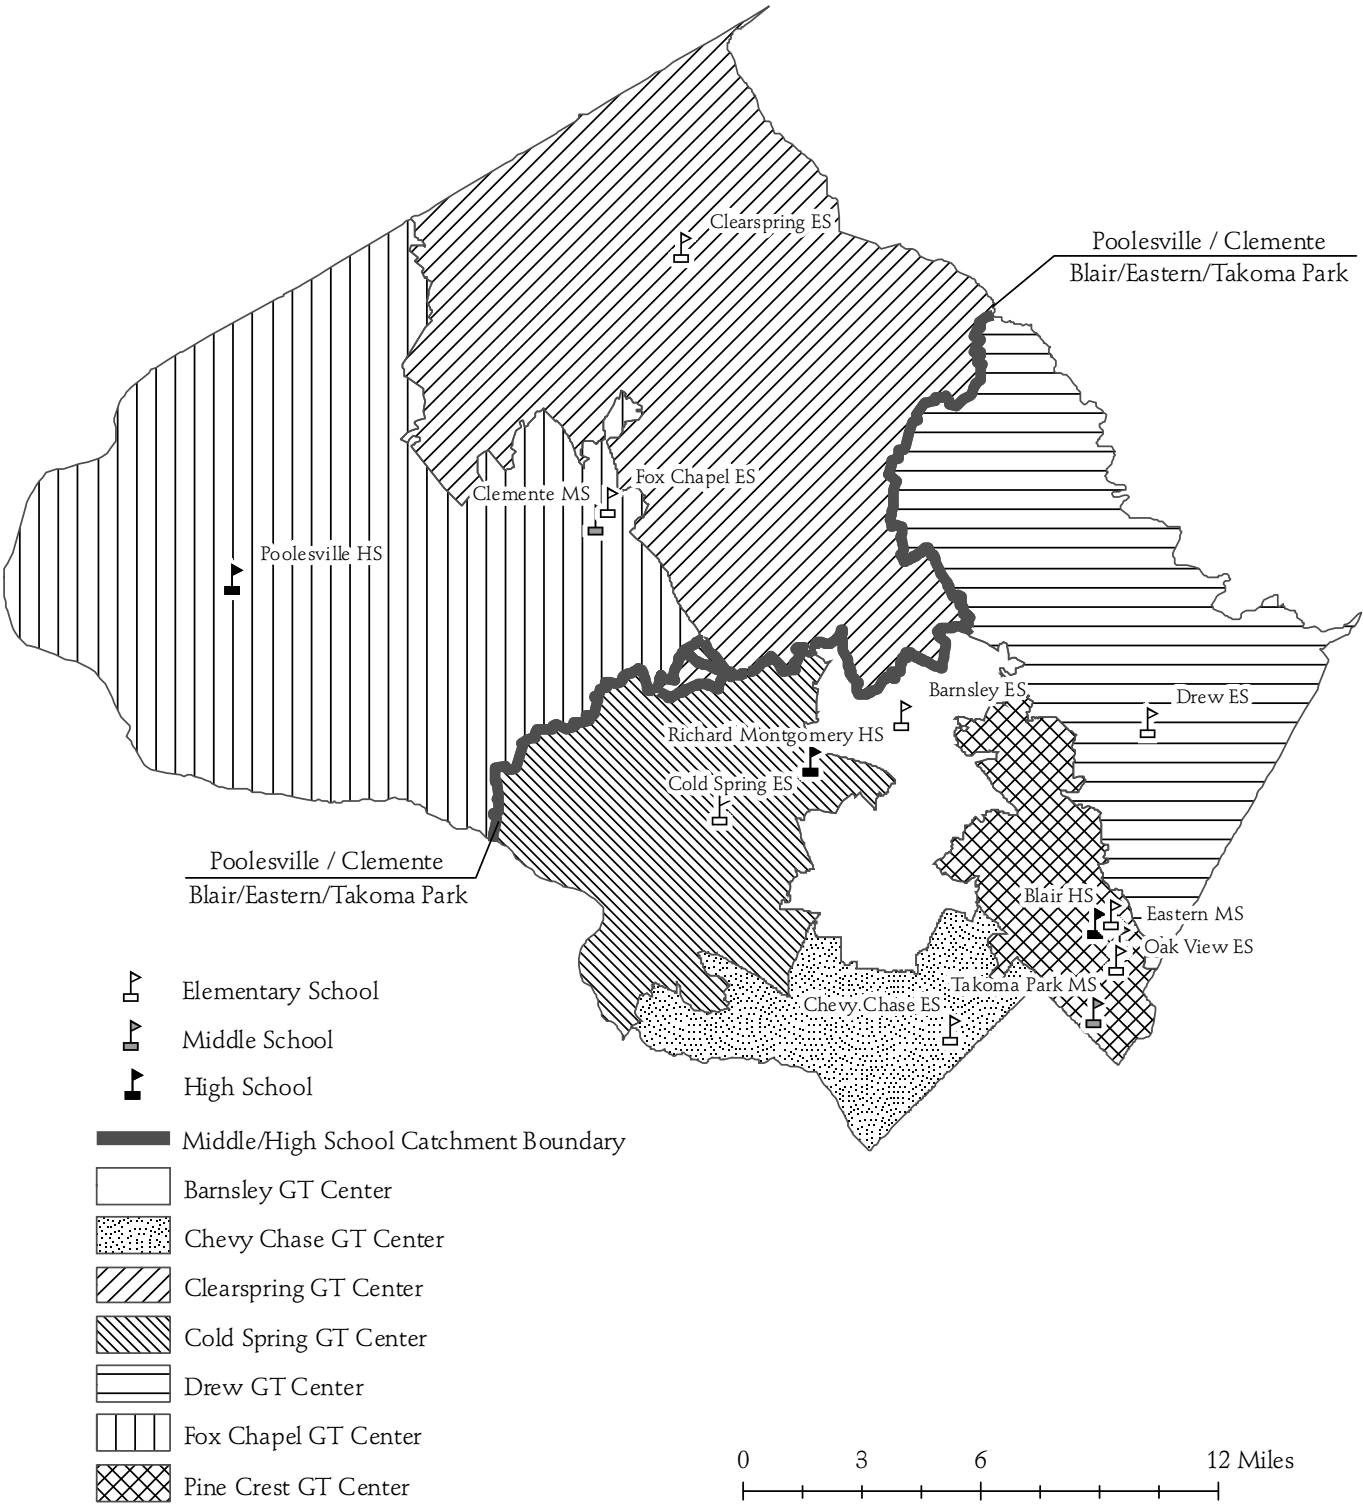 Clearspring ES
Poolesville / Clemente
Blair/Eastern/Takoma Park
Fox Chapel ES
Clemente MS
Poolesville HS
Barnsley ES
Drew ES
Richard Montgomery HS
Cold Spring ES
Poolesville / Clemente
Blair/Eastern/Takoma Park
Blair HS
Eastern MS
Oak View ES
Takoma Park MS
Chevy Chase ES
Elementary School
Middle School
High School
Middle/High School Catchment Boundary
Barnsley GT Center
Chevy Chase GT Center
Clearspring GT Center
Cold Spring GT Center
Drew GT Center
Fox Chapel GT Center
Pine Crest GT Center
0 3 6 12 Miles